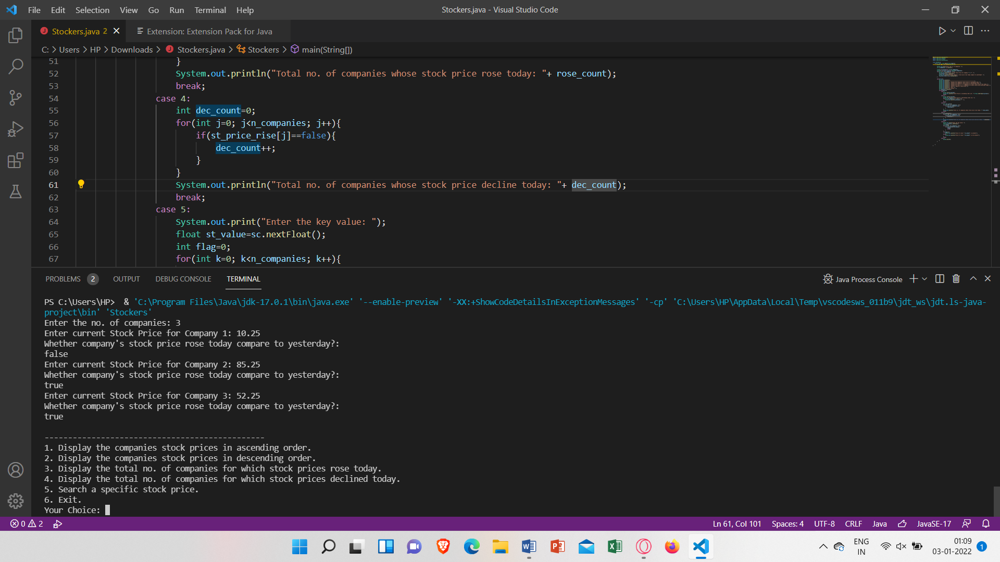 File Edit Selection View Go Run Terminal Help
Stockers.java - Visual Studio Code
Stockers.java 2
Extension: Extension Pack for Java
C: > Users > HP > Downloads > Stockers.java > Stockers > main(String[])
51 }
52 System.out.println("Total no. of companies whose stock price rose today: "+ rose_count);
53 break;
54 case 4:
55 int dec_count=0;
56 for(int j=0; j<n_companies; j++){
57 if(st_price_rise[j]==false){
58 dec_count++;
59 }
60 }
61 System.out.println("Total no. of companies whose stock price decline today: "+ dec_count);
62 break;
63 case 5:
64 System.out.print("Enter the key value: ");
65 float st_value=sc.nextFloat();
66 int flag=0;
67 for(int k=0; k<n_companies; k++){
PROBLEMS 2 OUTPUT DEBUG CONSOLE TERMINAL
Java Process Console
PS C:\Users\HP> & 'C:\Program Files\Java\jdk-17.0.1\bin\java.exe' '--enable-preview' '-XX:+ShowCodeDetailsInExceptionMessages' '-cp' 'C:\Users\HP\AppData\Local\Temp\vscodesws_011b9\jdt_ws\jdt.ls-java-
project\bin' 'Stockers'
Enter the no. of companies: 3
Enter current Stock Price for Company 1: 10.25
Whether company's stock price rose today compare to yesterday?:
false
Enter current Stock Price for Company 2: 85.25
Whether company's stock price rose today compare to yesterday?:
true
Enter current Stock Price for Company 3: 52.25
Whether company's stock price rose today compare to yesterday?:
true
-----------------------------------------------
1. Display the companies stock prices in ascending order.
2. Display the companies stock prices in descending order.
3. Display the total no. of companies for which stock prices rose today.
4. Display the total no. of companies for which stock prices declined today.
5. Search a specific stock price.
6. Exit.
Your Choice:
0 2
Ln 61, Col 101 Spaces: 4 UTF-8 CRLF Java JavaSE-17
ENG
IN
01:09
03-01-2022
1